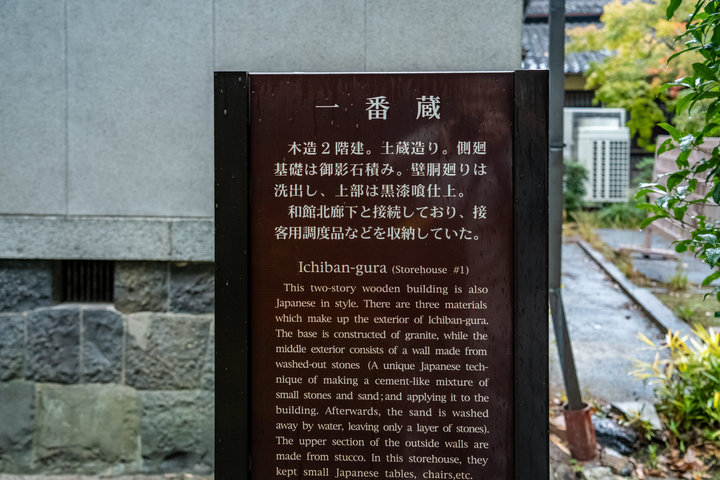 一番蔵
木造2階建。土蔵造り。側廻
基礎は御影石積み。壁胴廻りは
洗出し、上部は黒漆喰仕上。
和館北廊下と接続しており、接
客用調度品などを収納していた。
Ichiban-gura (Storehouse #1)
This two-story wooden building is also
Japanese in style. There are three materials
which make up the exterior of Ichiban-gura.
The base is constructed of granite, while the
middle exterior consists of a wall made from
washed-out stones (A unique Japanese tech-
nique of making a cement-like mixture of
small stones and sand; and applying it to the
building. Afterwards, the sand is washed
away by water, leaving only a layer of stones).
The upper section of the outside walls are
made from stucco. In this storehouse, they
kept small Japanese tables, chairs,etc.